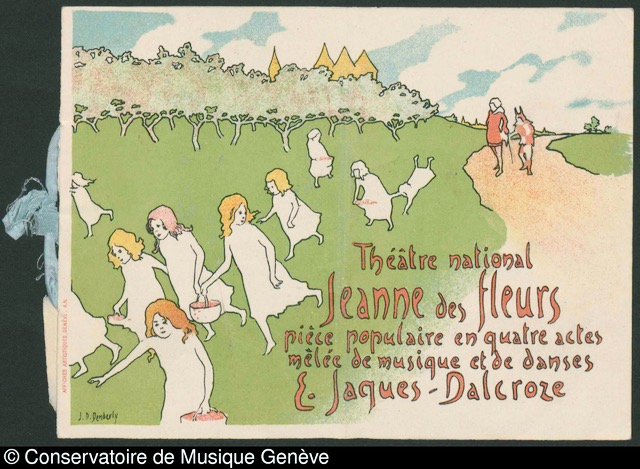 Théâtre national
Jeanne des fleurs
pièce populaire en quatre actes
mêlée de musique et de danses
E. Jaques-Dalcroze
© Conservatoire de Musique Genève